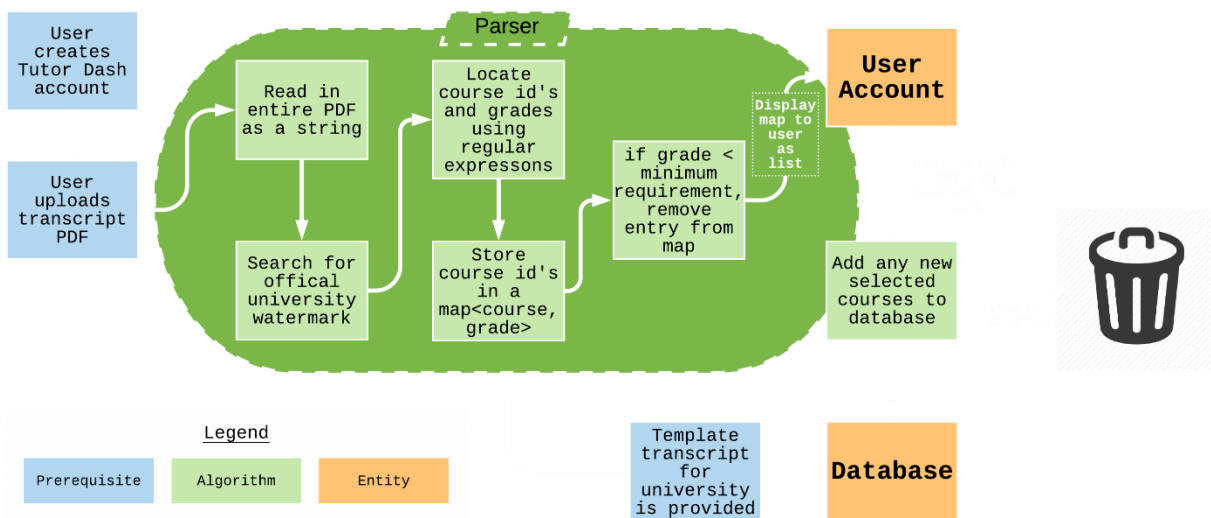 User
creates
Tutor Dash
account
User
uploads
transcript
PDF
Parser
Read in
entire PDF
as a string
Search for
offical
university
watermark
Locate
course id's
and grades
using
regular
expressons
Store
course id's
in a
map<course,
grade>
if grade <
minimum
requirement,
remove
entry from
map
Display
map to
user
as
list
User
Account
Add any new
selected
courses to
database
Legend
Prerequisite
Algorithm
Entity
Template
transcript
for
university
is provided
Database